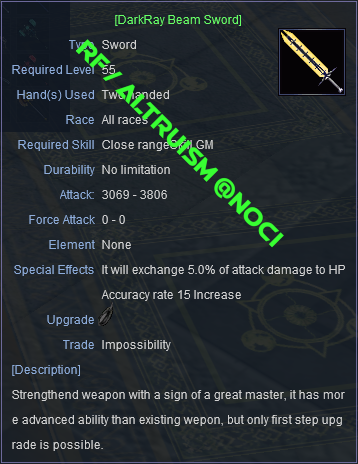 [DarkRay Beam Sword]
Type Sword
Required Level 55
Hand(s) Used Two handed
Race All races
Required Skill Close range GM
Durability No limitation
Attack: 3069 - 3806
Force Attack 0 - 0
Element None
Special Effects It will exchange 5.0% of attack damage to HP
Accuracy rate 15 Increase
Upgrade
Trade Impossibility
[Description]
Strengthend weapon with a sign of a great master, it has mor
e advanced ability than existing wepon, but only first step upg
rade is possible.
RF/ ALTRUISM @NOCI